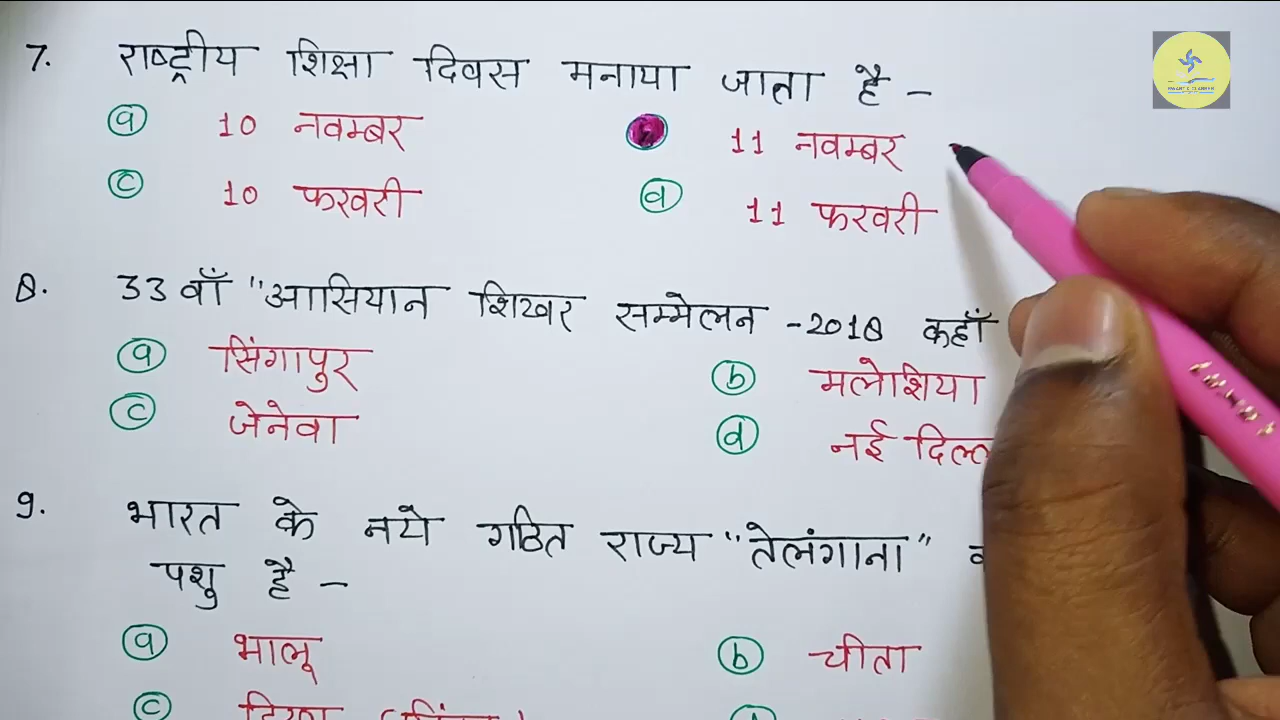 7. राष्ट्रीय शिक्षा दिवस मनाया जाता है -
(a) 10 नवम्बर 11 नवम्बर
(c) 10 फरवरी (d) 11 फरवरी
8. 33 वाँ "आसियान शिखर सम्मेलन - 2018 कहाँ
(a) सिंगापुर (b) मलेशिया
(c) जेनेवा (d) नई
9. भारत के नये गठित राज्य "तेलंगाना"
पशु है -
(a) भालू (b) चीता
(c)